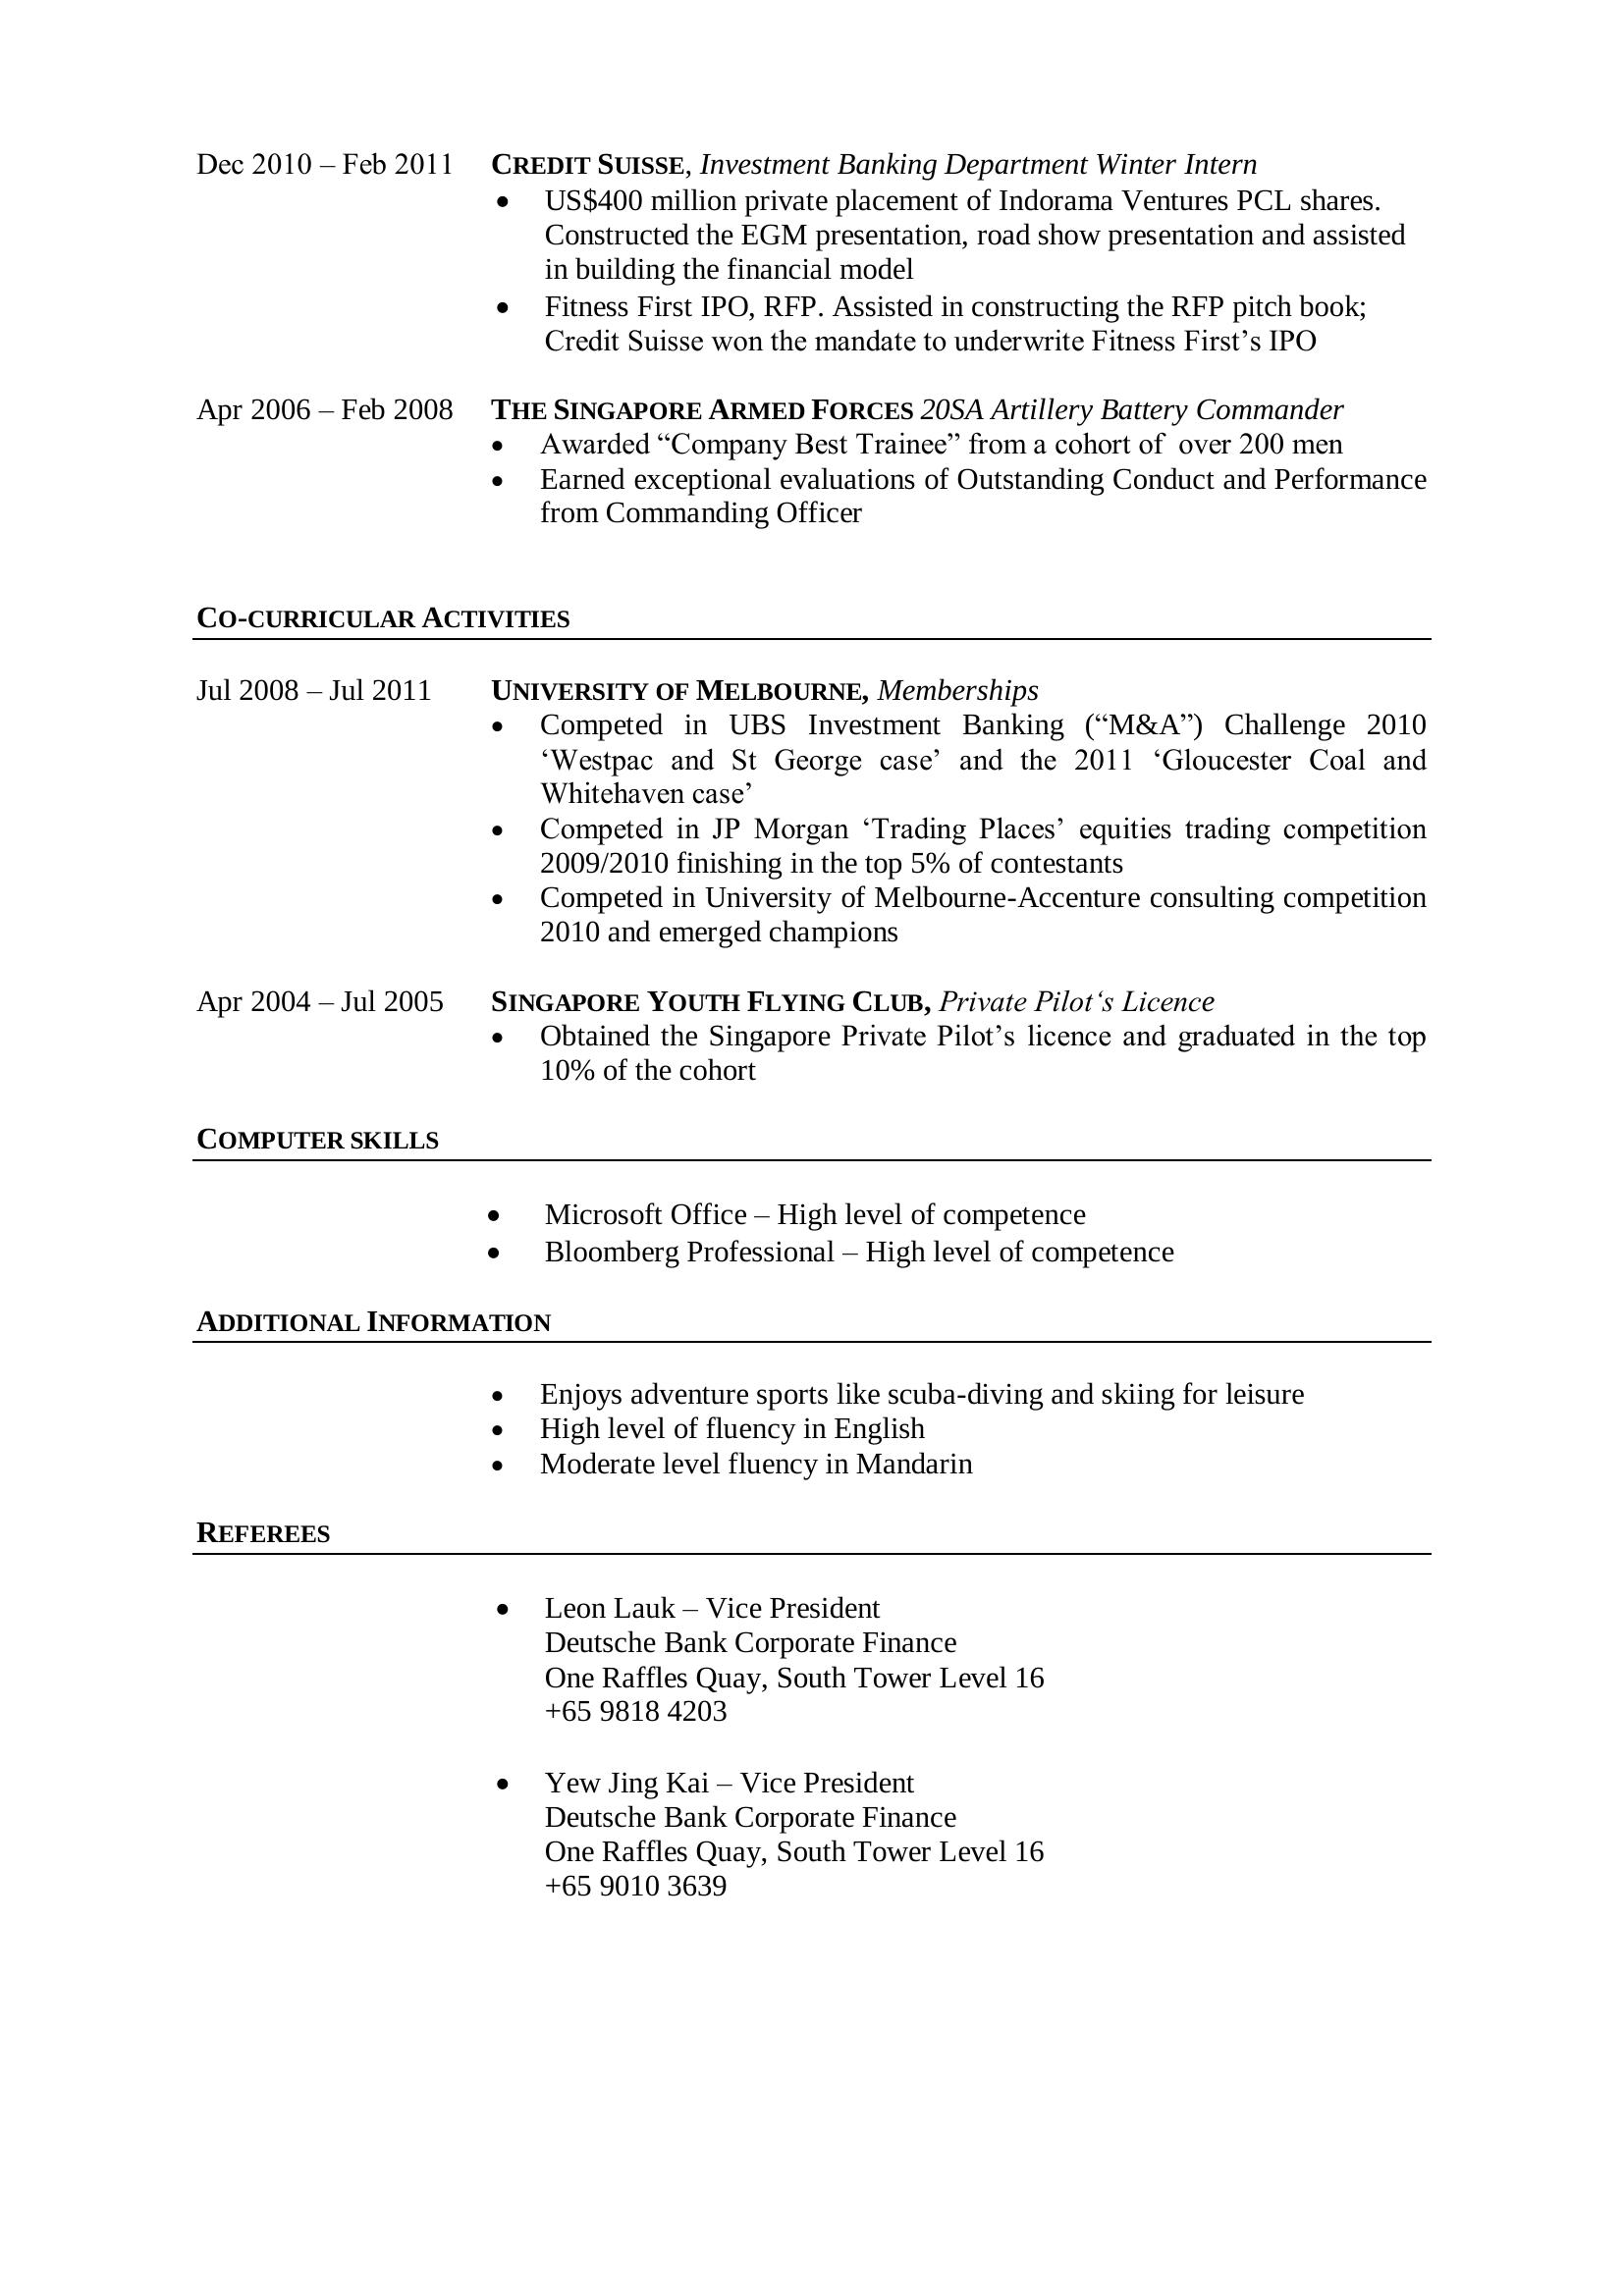 Dec 2010 – Feb 2011 CREDIT SUISSE, Investment Banking Department Winter Intern
• US$400 million private placement of Indorama Ventures PCL shares.
Constructed the EGM presentation, road show presentation and assisted
in building the financial model
• Fitness First IPO, RFP. Assisted in constructing the RFP pitch book;
Credit Suisse won the mandate to underwrite Fitness First’s IPO
Apr 2006 – Feb 2008 THE SINGAPORE ARMED FORCES 20SA Artillery Battery Commander
• Awarded “Company Best Trainee” from a cohort of over 200 men
• Earned exceptional evaluations of Outstanding Conduct and Performance
from Commanding Officer
CO-CURRICULAR ACTIVITIES
Jul 2008 – Jul 2011 UNIVERSITY OF MELBOURNE, Memberships
• Competed in UBS Investment Banking (“M&A”) Challenge 2010
‘Westpac and St George case’ and the 2011 ‘Gloucester Coal and
Whitehaven case’
• Competed in JP Morgan ‘Trading Places’ equities trading competition
2009/2010 finishing in the top 5% of contestants
• Competed in University of Melbourne-Accenture consulting competition
2010 and emerged champions
Apr 2004 – Jul 2005 SINGAPORE YOUTH FLYING CLUB, Private Pilot‘s Licence
• Obtained the Singapore Private Pilot’s licence and graduated in the top
10% of the cohort
COMPUTER SKILLS
• Microsoft Office – High level of competence
• Bloomberg Professional – High level of competence
ADDITIONAL INFORMATION
• Enjoys adventure sports like scuba-diving and skiing for leisure
• High level of fluency in English
• Moderate level fluency in Mandarin
REFEREES
• Leon Lauk – Vice President
Deutsche Bank Corporate Finance
One Raffles Quay, South Tower Level 16
+65 9818 4203
• Yew Jing Kai – Vice President
Deutsche Bank Corporate Finance
One Raffles Quay, South Tower Level 16
+65 9010 3639